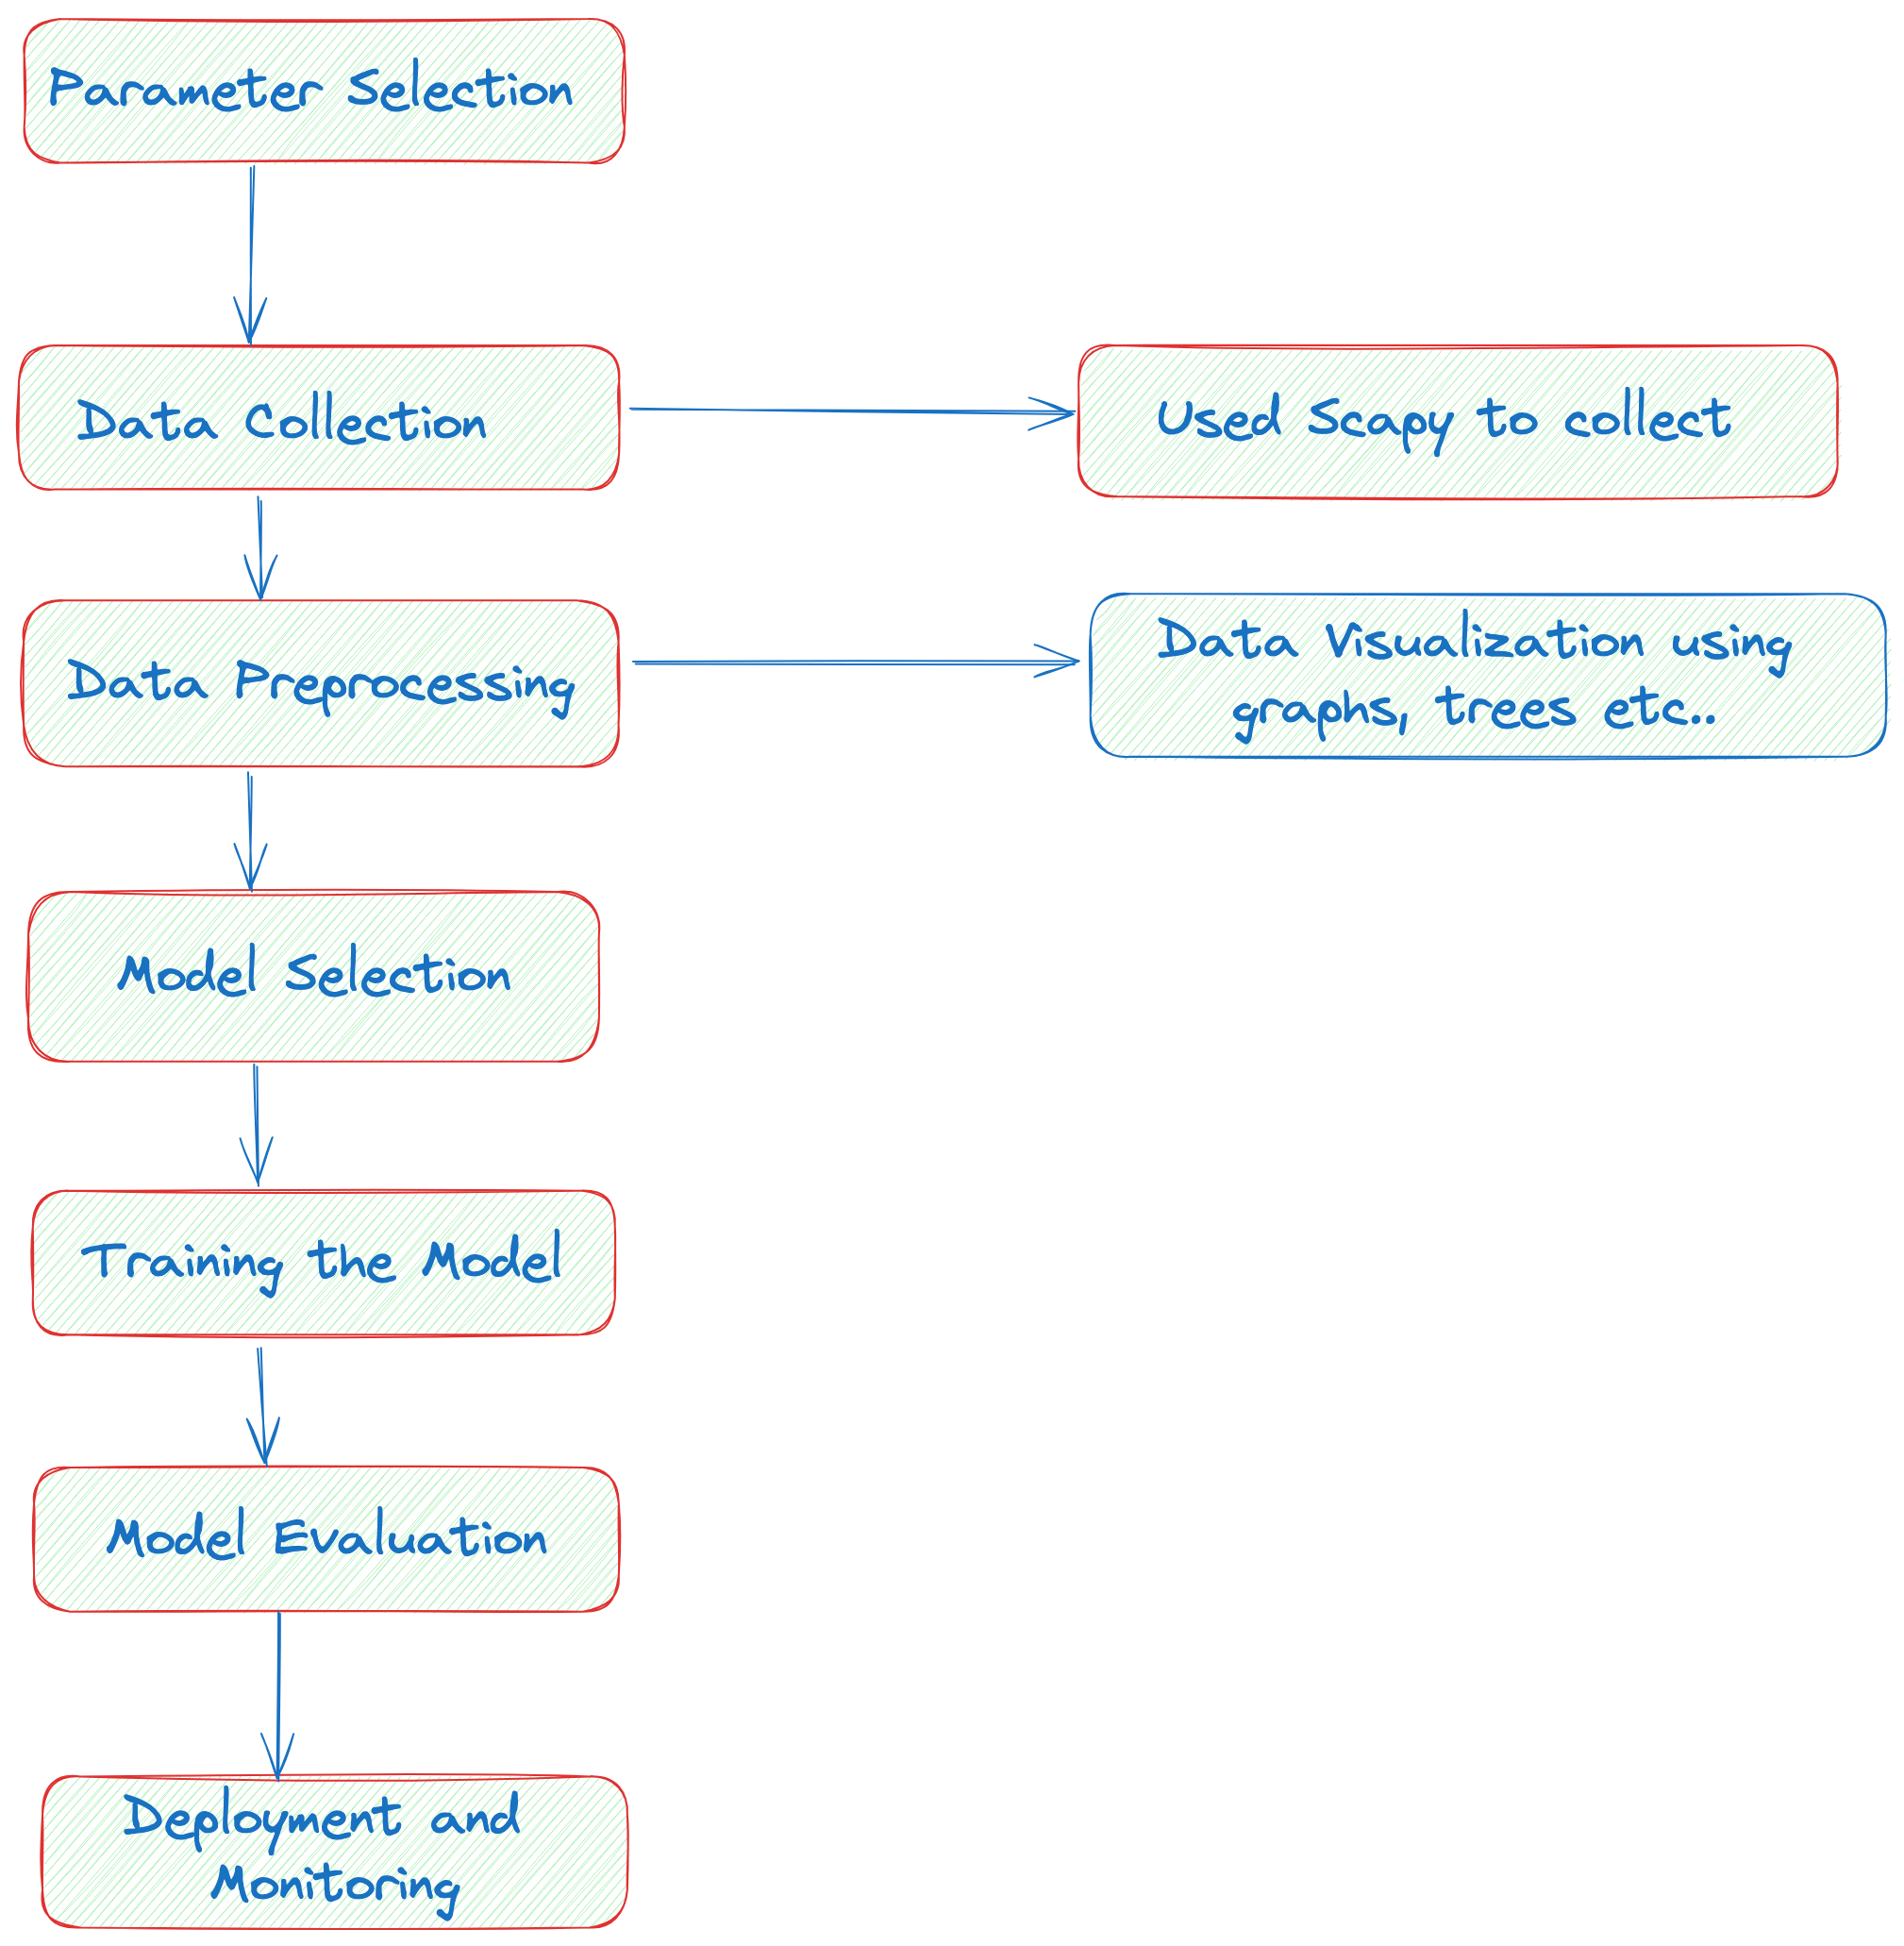 Parameter Selection
Data Collection
Used Scapy to collect
Data Preprocessing
Data Visualization using
graphs, trees etc..
Model Selection
Training the Model
Model Evaluation
Deployment and
Monitoring